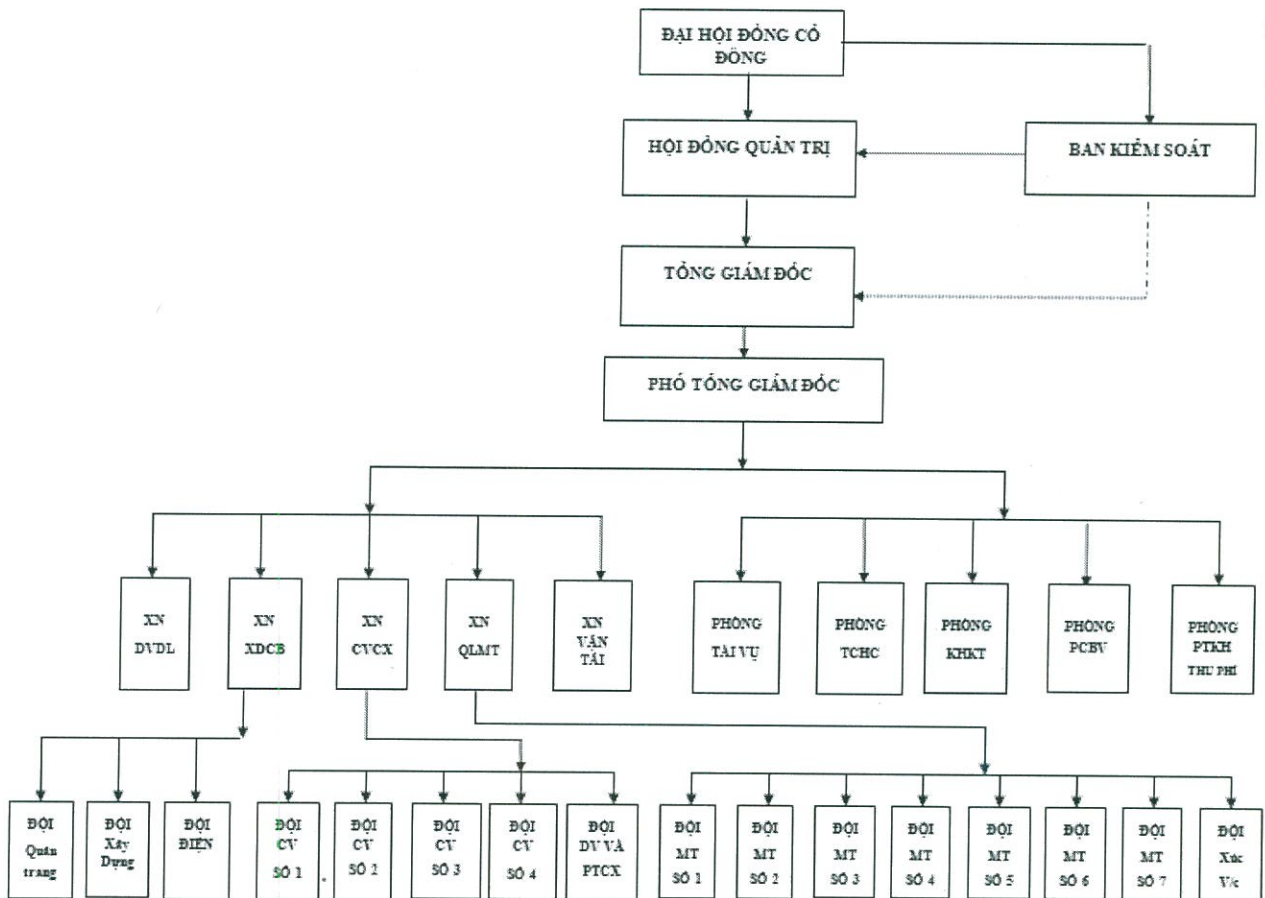 ĐẠI HỘI ĐỒNG CỔ
ĐÔNG
HỘI ĐỒNG QUẢN TRỊ
BAN KIỂM SOÁT
TỔNG GIÁM ĐỐC
PHÓ TỔNG GIÁM ĐỐC
XN
DVDL
XN
XDCB
XN
CVCX
XN
QLMT
XN
VẬN
TẢI
PHÒNG
TÀI VỤ
PHÒNG
TCHC
PHÒNG
KHKT
PHÒNG
PCBV
PHÒNG
PTKH
THU PHÍ
ĐỘI
Quân
trang
ĐỘI
Xây
Dựng
ĐỘI
ĐIỆN
ĐỘI
CV
SỐ 1
ĐỘI
CV
SỐ 2
ĐỘI
CV
SỐ 3
ĐỘI
CV
SỐ 4
ĐỘI
DV VÀ
PTCX
ĐỘI
MT
SỐ 1
ĐỘI
MT
SỐ 2
ĐỘI
MT
SỐ 3
ĐỘI
MT
SỐ 4
ĐỘI
MT
SỐ 5
ĐỘI
MT
SỐ 6
ĐỘI
MT
SỐ 7
ĐỘI
Xúc
V/c